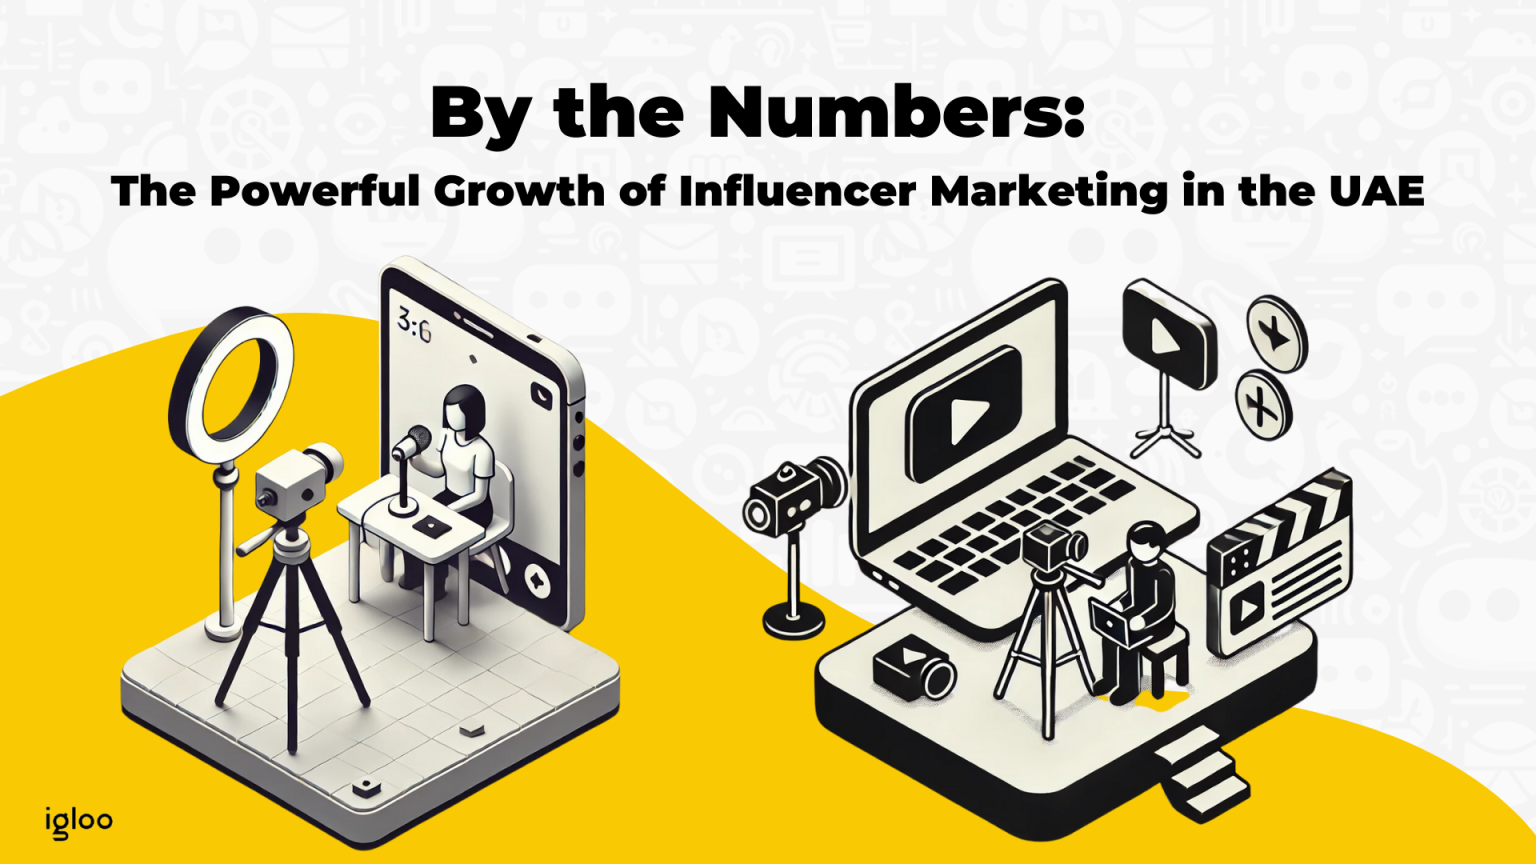 By the Numbers:
The Powerful Growth of Influencer Marketing in the UAE
3:6
igloo